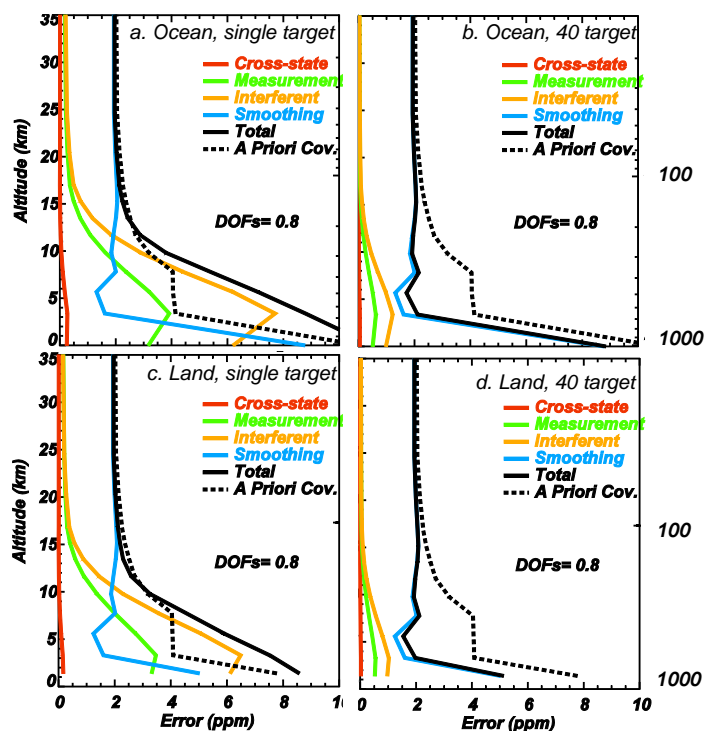 a. Ocean, single target
b. Ocean, 40 target
Cross-state
Measurement
Interferent
Smoothing
Total
A Priori Cov.
DOFs= 0.8
Cross-state
Measurement
Interferent
Smoothing
Total
A Priori Cov.
DOFs= 0.8
Altitude (km)
35
30
25
20
15
10
5
0
100
1000
c. Land, single target
d. Land, 40 target
Cross-state
Measurement
Interferent
Smoothing
Total
A Priori Cov.
DOFs= 0.8
Cross-state
Measurement
Interferent
Smoothing
Total
A Priori Cov.
DOFs= 0.8
Altitude (km)
35
30
25
20
15
10
5
0
100
1000
0 2 4 6 8 10
0 2 4 6 8 10
Error (ppm)
Error (ppm)